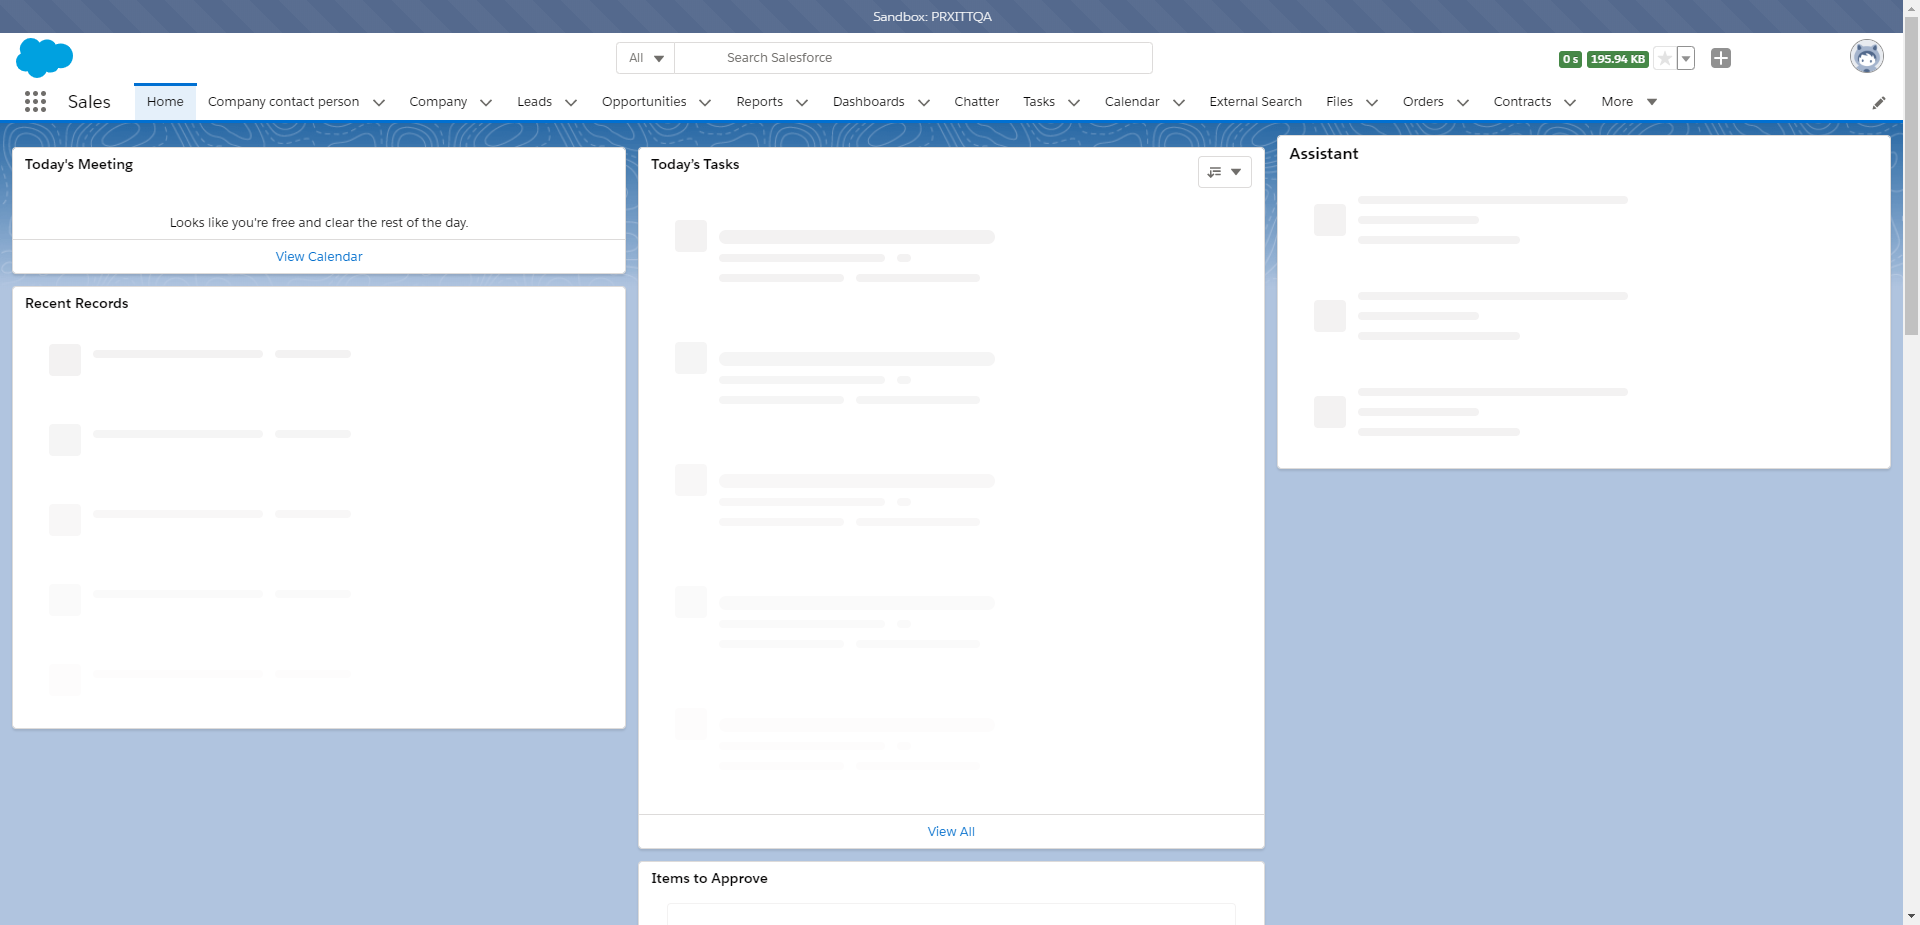 Sandbox: PRXITTQA
All
Search Salesforce
0 s
195.94 KB
Sales
Home
Company contact person
Company
Leads
Opportunities
Reports
Dashboards
Chatter
Tasks
Calendar
External Search
Files
Orders
Contracts
More
Today's Meeting
Looks like you're free and clear the rest of the day.
View Calendar
Recent Records
Today’s Tasks
View All
Items to Approve
Assistant